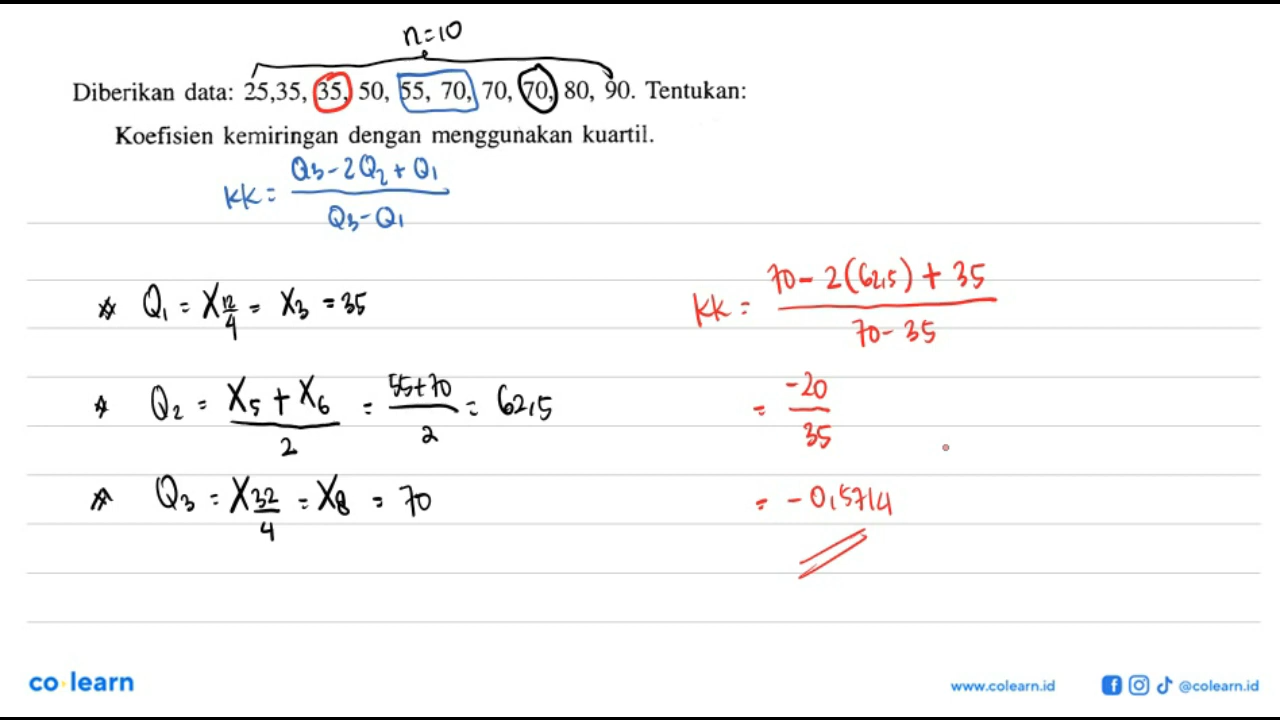 n=10
Diberikan data: 25,35, 35, 50, 55, 70, 70, 70, 80, 90. Tentukan:
Koefisien kemiringan dengan menggunakan kuartil.
KK = (Q3 - 2Q2 + Q1) / (Q3 - Q1)
* Q1 = X12/4 = X3 = 35
* Q2 = (X5 + X6) / 2 = (55+70) / 2 = 62,5
* Q3 = X32/4 = X8 = 70
KK = (70 - 2(62,5) + 35) / (70 - 35)
= -20 / 35
= -0,5714
co learn
www.colearn.id
@colearn.id